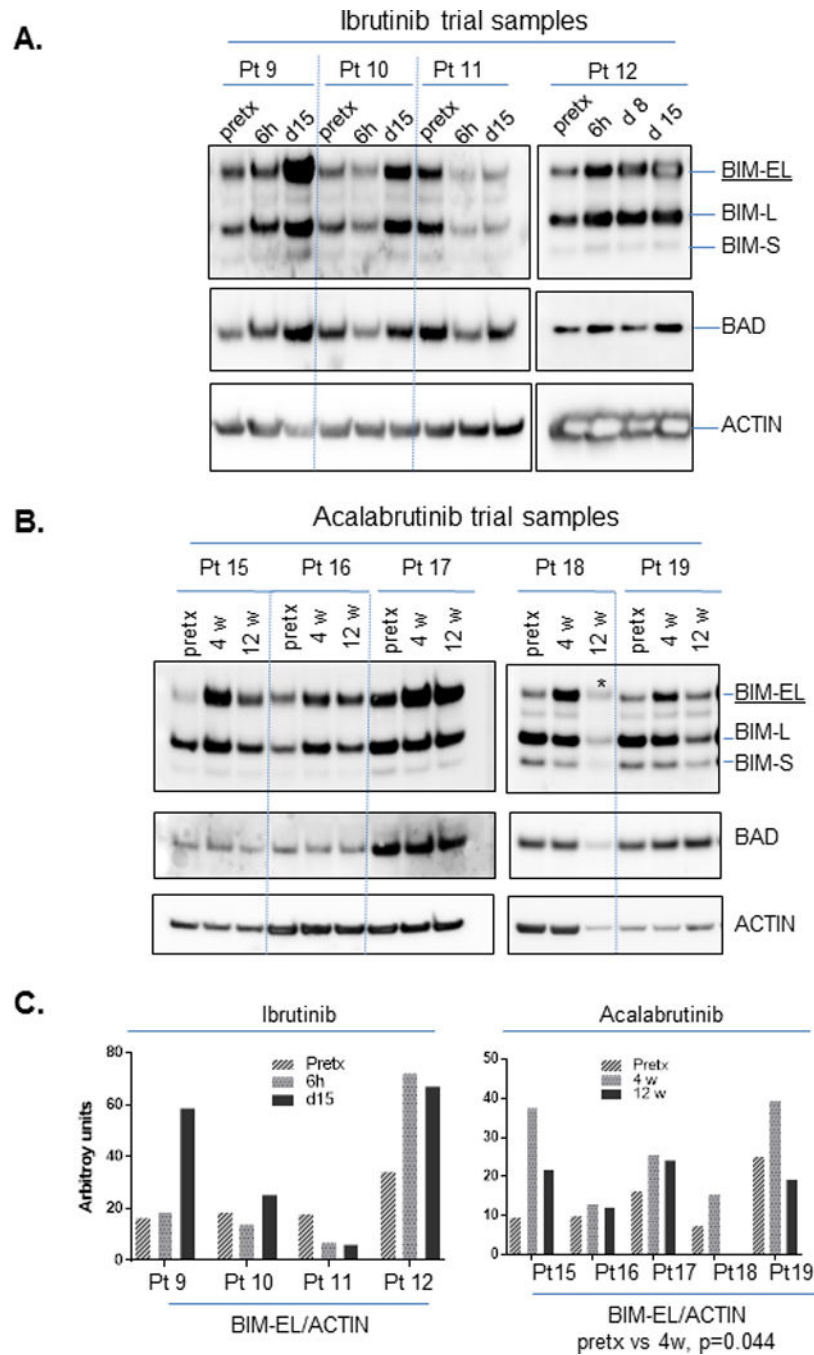 A.
Ibrutinib trial samples
Pt 9 Pt 10 Pt 11 Pt 12
pretx 6h d15 pretx 6h d15 pretx 6h d15 pretx 6h d 8 d 15
BIM-EL
BIM-L
BIM-S
BAD
ACTIN
B.
Acalabrutinib trial samples
Pt 15 Pt 16 Pt 17 Pt 18 Pt 19
pretx 4 w 12 w pretx 4 w 12 w pretx 4 w 12 w pretx 4 w 12 w pretx 4 w 12 w
*
BIM-EL
BIM-L
BIM-S
BAD
ACTIN
C.
Ibrutinib
Arbitroy units
80
60
40
20
0
Pretx
6h
d15
Pt 9 Pt 10 Pt 11 Pt 12
BIM-EL/ACTIN
Acalabrutinib
50
40
30
20
10
0
Pretx
4 w
12 w
Pt15 Pt16 Pt17 Pt18 Pt19
BIM-EL/ACTIN
pretx vs 4w, p=0.044